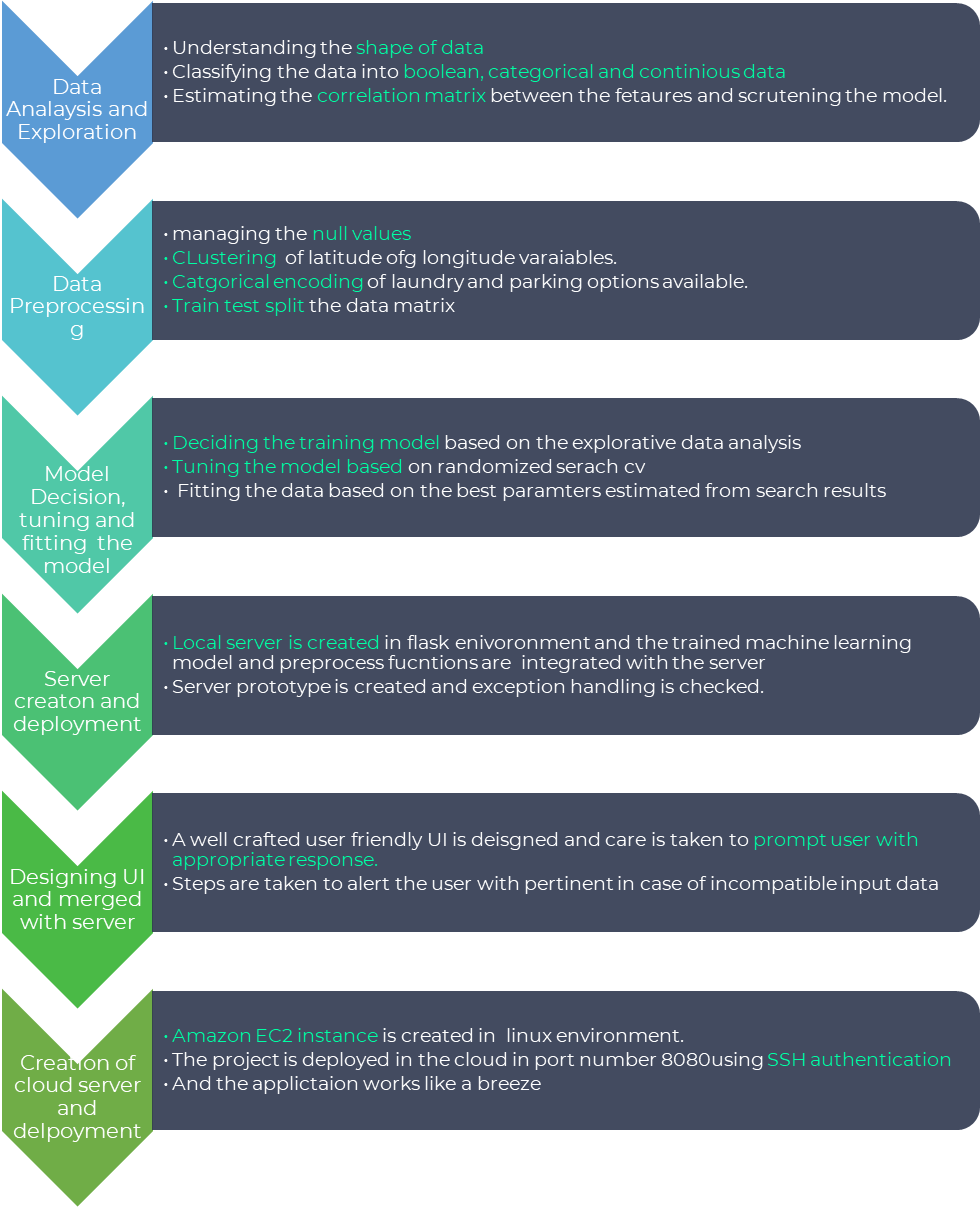 Data
Analaysis and
Exploration
• Understanding the shape of data
• Classifying the data into boolean, categorical and continious data
• Estimating the correlation matrix between the fetaures and scrutening the model.
Data
Preprocessin
g
• managing the null values
• CLustering of latitude ofg longitude varaiables.
• Catgorical encoding of laundry and parking options available.
• Train test split the data matrix
Model
Decision,
tuning and
fitting the
model
• Deciding the training model based on the explorative data analysis
• Tuning the model based on randomized serach cv
• Fitting the data based on the best paramters estimated from search results
Server
creaton and
deployment
• Local server is created in flask enivoronment and the trained machine learning
model and preprocess fucntions are integrated with the server
• Server prototype is created and exception handling is checked.
Designing UI
and merged
with server
• A well crafted user friendly UI is deisgned and care is taken to prompt user with
appropriate response.
• Steps are taken to alert the user with pertinent in case of incompatible input data
Creation of
cloud server
and
delpoyment
• Amazon EC2 instance is created in linux environment.
• The project is deployed in the cloud in port number 8080using SSH authentication
• And the applictaion works like a breeze